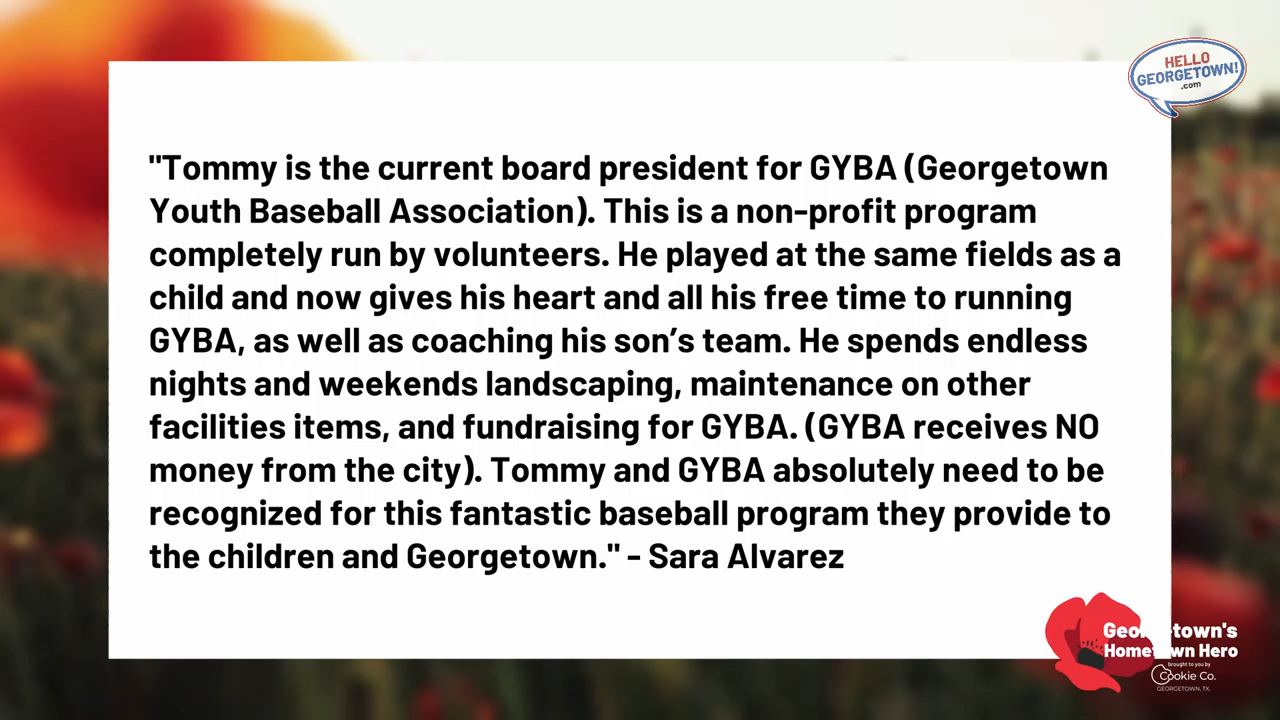 HELLO
GEORGETOWN!
.com
"Tommy is the current board president for GYBA (Georgetown
Youth Baseball Association). This is a non-profit program
completely run by volunteers. He played at the same fields as a
child and now gives his heart and all his free time to running
GYBA, as well as coaching his son’s team. He spends endless
nights and weekends landscaping, maintenance on other
facilities items, and fundraising for GYBA. (GYBA receives NO
money from the city). Tommy and GYBA absolutely need to be
recognized for this fantastic baseball program they provide to
the children and Georgetown." - Sara Alvarez
Georgetown's
Hometown Hero
brought to you by
Cookie Co.
GEORGETOWN, TX.